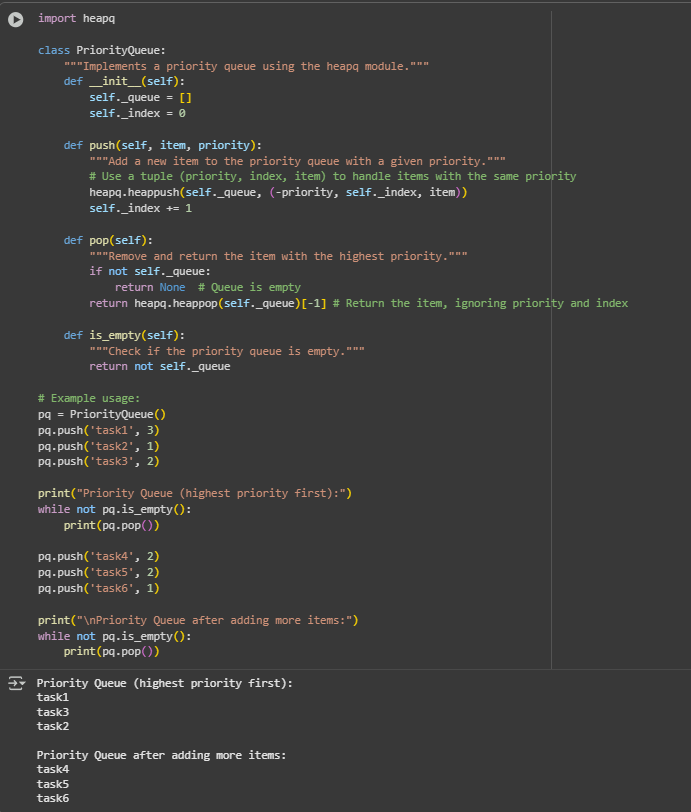 import heapq

class PriorityQueue:
    """Implements a priority queue using the heapq module."""
    def __init__(self):
        self._queue = []
        self._index = 0

    def push(self, item, priority):
        """Add a new item to the priority queue with a given priority."""
        # Use a tuple (priority, index, item) to handle items with the same priority
        heapq.heappush(self._queue, (-priority, self._index, item))
        self._index += 1

    def pop(self):
        """Remove and return the item with the highest priority."""
        if not self._queue:
            return None  # Queue is empty
        return heapq.heappop(self._queue)[-1] # Return the item, ignoring priority and index

    def is_empty(self):
        """Check if the priority queue is empty."""
        return not self._queue

# Example usage:
pq = PriorityQueue()
pq.push('task1', 3)
pq.push('task2', 1)
pq.push('task3', 2)

print("Priority Queue (highest priority first):")
while not pq.is_empty():
    print(pq.pop())

pq.push('task4', 2)
pq.push('task5', 2)
pq.push('task6', 1)

print("\nPriority Queue after adding more items:")
while not pq.is_empty():
    print(pq.pop())

Priority Queue (highest priority first):
task1
task3
task2

Priority Queue after adding more items:
task4
task5
task6